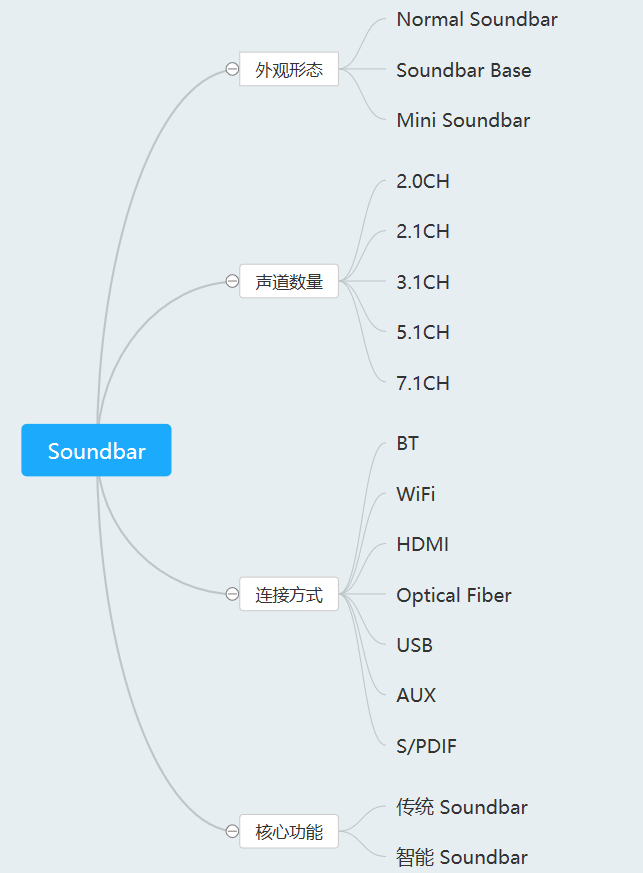 Soundbar
外观形态
Normal Soundbar
Soundbar Base
Mini Soundbar
声道数量
2.0CH
2.1CH
3.1CH
5.1CH
7.1CH
连接方式
BT
WiFi
HDMI
Optical Fiber
USB
AUX
S/PDIF
核心功能
传统 Soundbar
智能 Soundbar